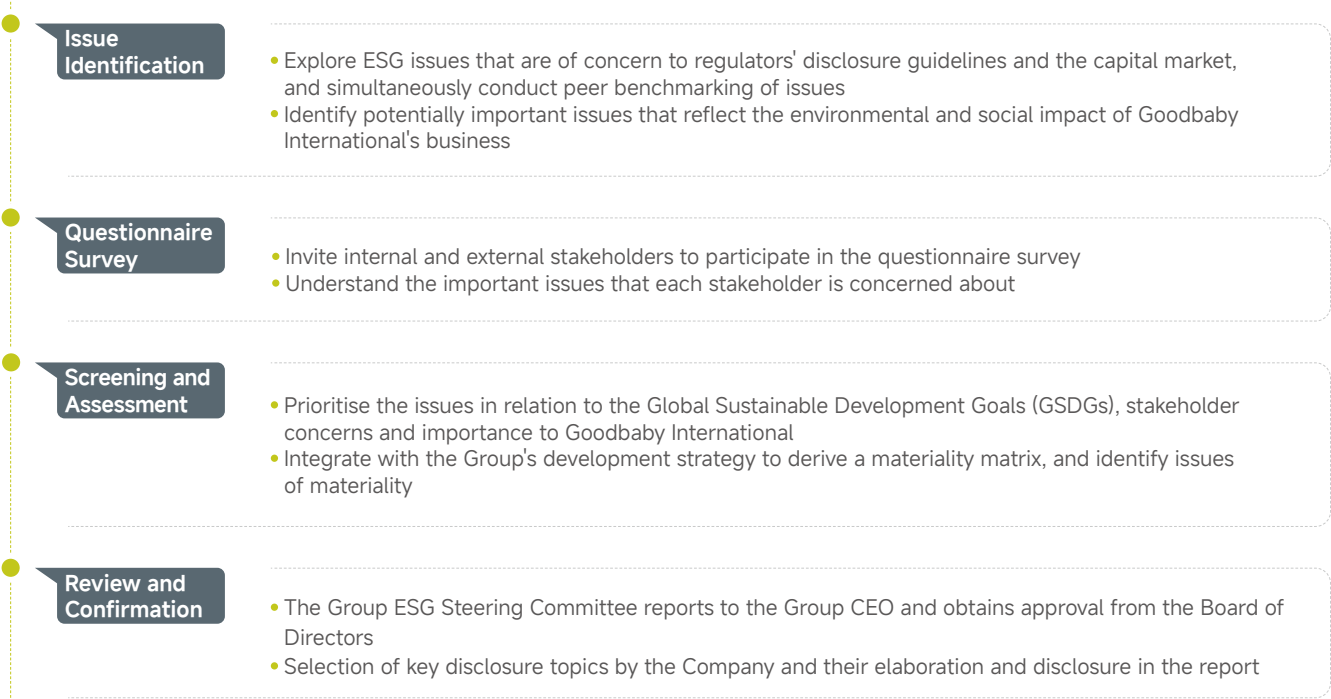 Issue
Identification
• Explore ESG issues that are of concern to regulators' disclosure guidelines and the capital market,
and simultaneously conduct peer benchmarking of issues
• Identify potentially important issues that reflect the environmental and social impact of Goodbaby
International's business
Questionnaire
Survey
• Invite internal and external stakeholders to participate in the questionnaire survey
• Understand the important issues that each stakeholder is concerned about
Screening and
Assessment
• Prioritise the issues in relation to the Global Sustainable Development Goals (GSDGs), stakeholder
concerns and importance to Goodbaby International
• Integrate with the Group's development strategy to derive a materiality matrix, and identify issues
of materiality
Review and
Confirmation
• The Group ESG Steering Committee reports to the Group CEO and obtains approval from the Board of
Directors
• Selection of key disclosure topics by the Company and their elaboration and disclosure in the report